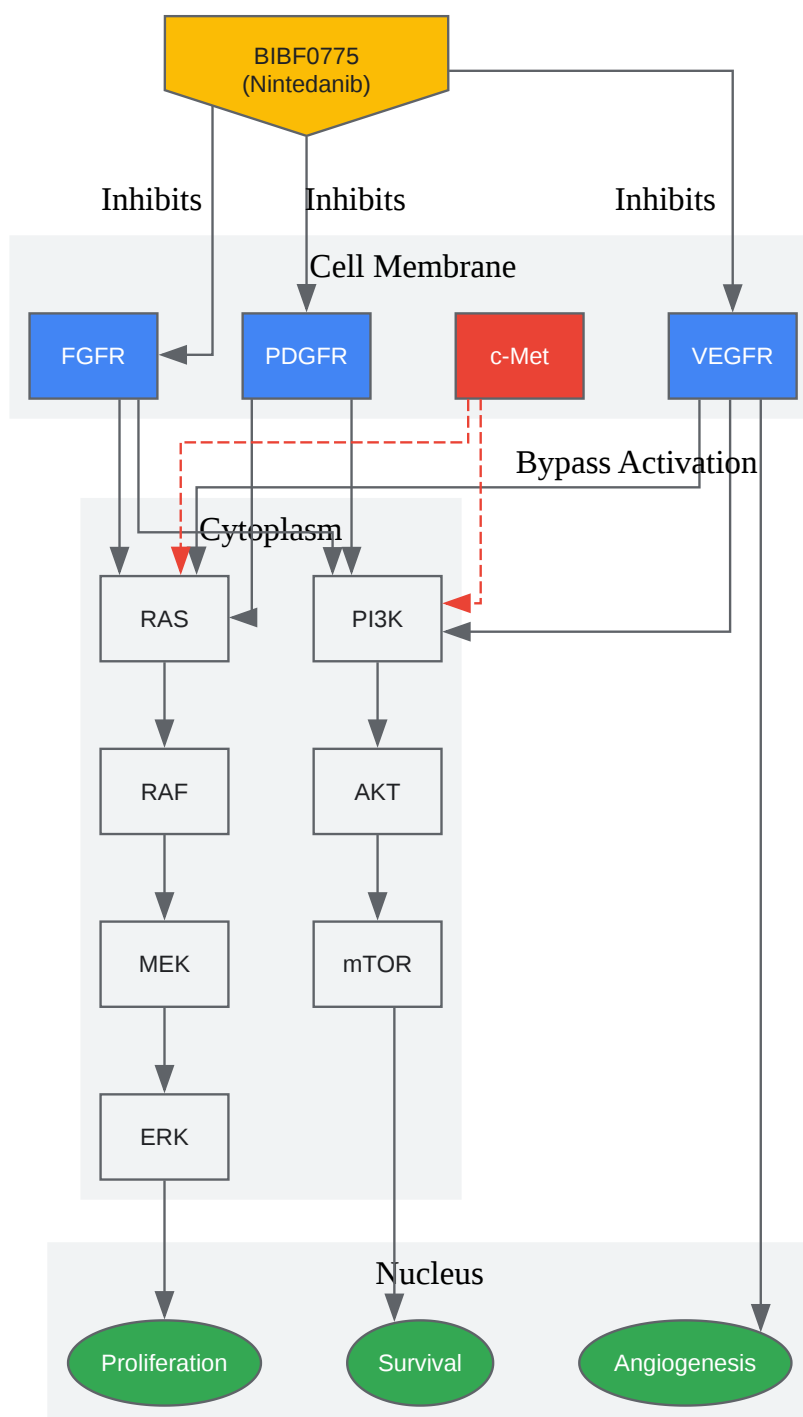 BIBF0775
(Nintedanib)
Inhibits
Inhibits
Inhibits
Cell Membrane
FGFR
PDGFR
c-Met
VEGFR
Bypass Activation
Cytoplasm
RAS
PI3K
RAF
AKT
MEK
mTOR
ERK
Nucleus
Proliferation
Survival
Angiogenesis